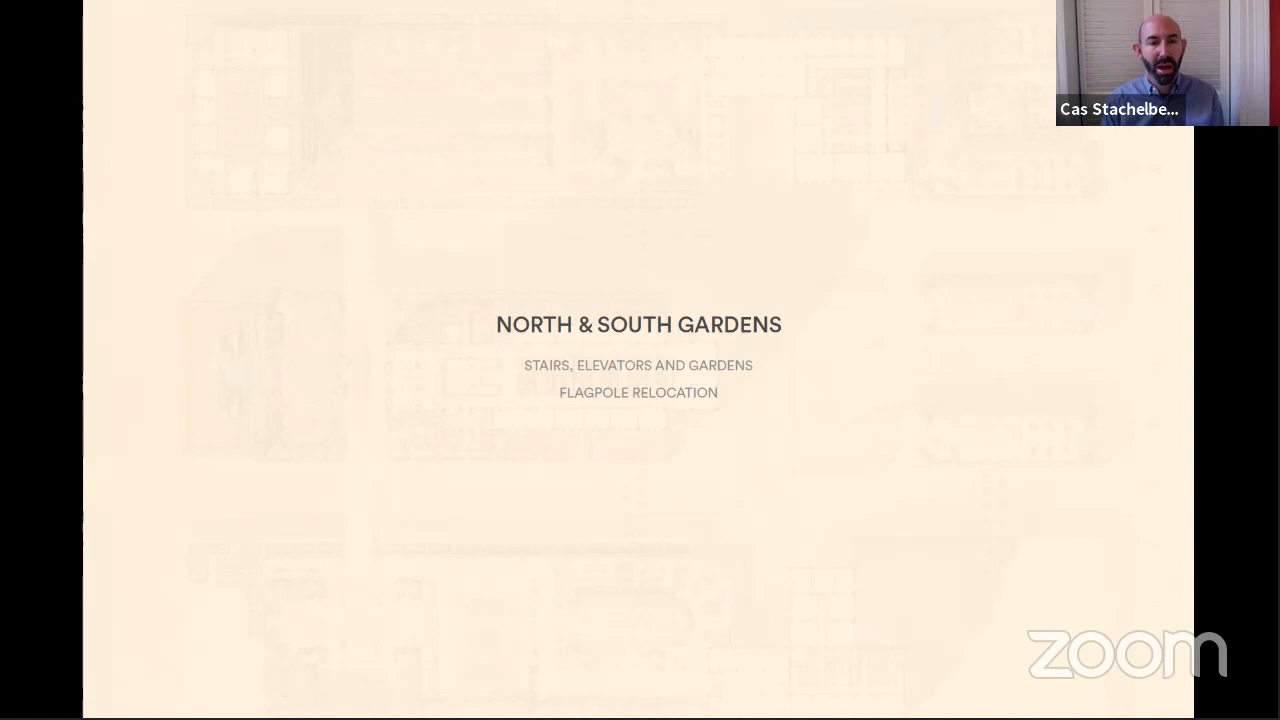 Cas Stachelbe...
NORTH & SOUTH GARDENS
STAIRS, ELEVATORS AND GARDENS
FLAGPOLE RELOCATION
zoom